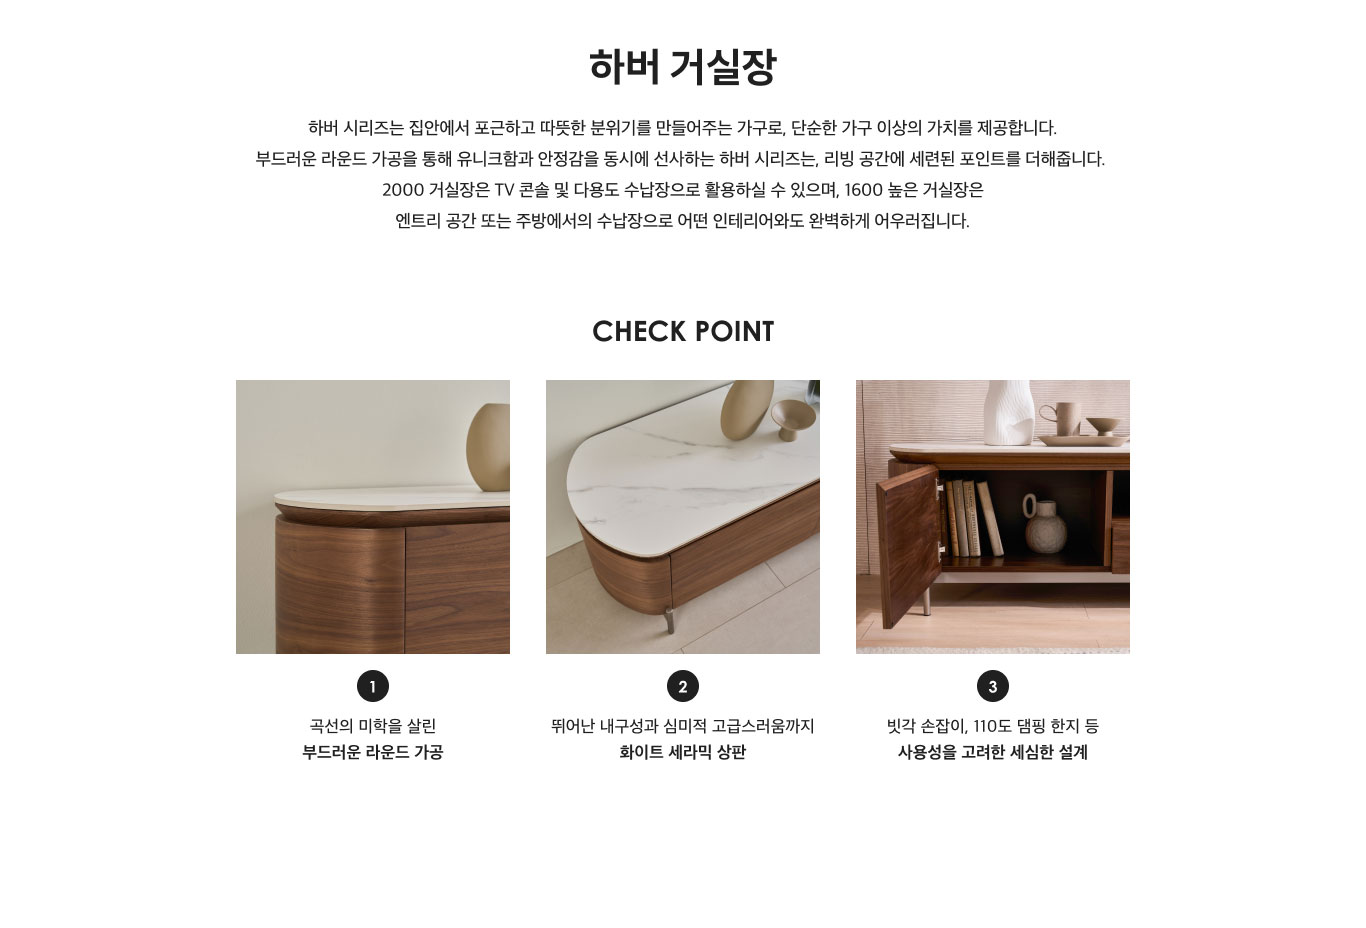 하버 거실장
하버 시리즈는 집안에서 포근하고 따뜻한 분위기를 만들어주는 가구로, 단순한 가구 이상의 가치를 제공합니다.
부드러운 라운드 가공을 통해 유니크함과 안정감을 동시에 선사하는 하버 시리즈는, 리빙 공간에 세련된 포인트를 더해줍니다.
2000 거실장은 TV 콘솔 및 다용도 수납장으로 활용하실 수 있으며, 1600 높은 거실장은
엔트리 공간 또는 주방에서의 수납장으로 어떤 인테리어와도 완벽하게 어우러집니다.
CHECK POINT
1
곡선의 미학을 살린
부드러운 라운드 가공
2
뛰어난 내구성과 심미적 고급스러움까지
화이트 세라믹 상판
3
빗각 손잡이, 110도 댐핑 한지 등
사용성을 고려한 세심한 설계